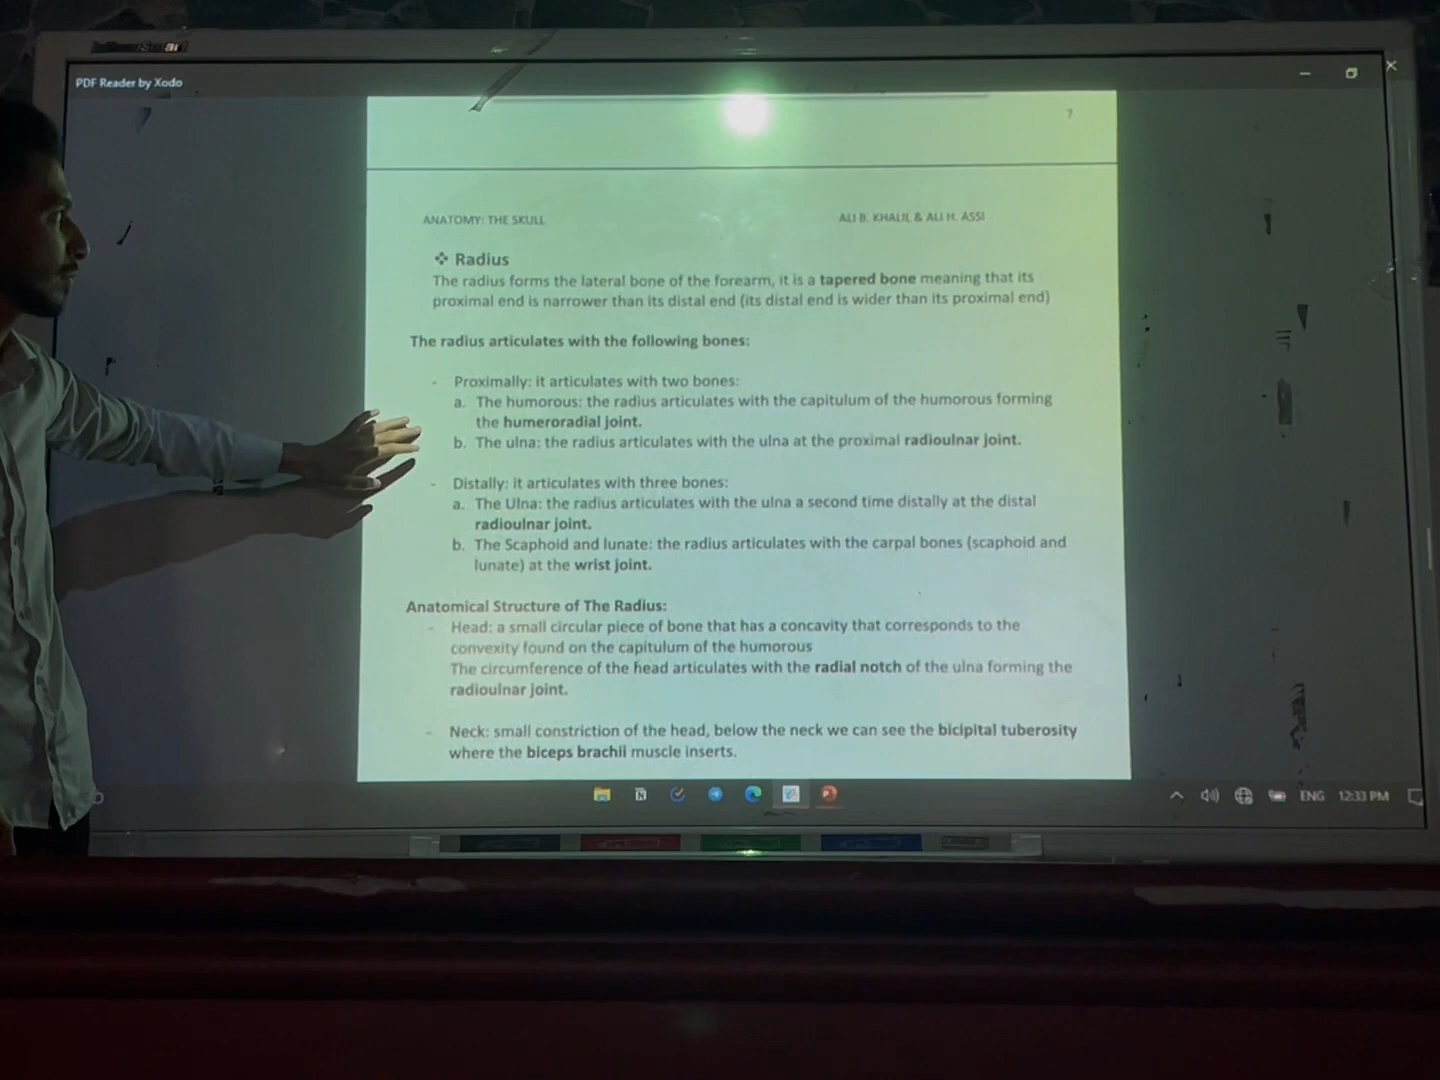 PDF Reader by Xodo
7
ANATOMY: THE SKULL
ALI B. KHALIL & ALI H. ASSI
❖ Radius
The radius forms the lateral bone of the forearm, it is a tapered bone meaning that its
proximal end is narrower than its distal end (its distal end is wider than its proximal end)
The radius articulates with the following bones:
- Proximally: it articulates with two bones:
a. The humorous: the radius articulates with the capitulum of the humorous forming
the humeroradial joint.
b. The ulna: the radius articulates with the ulna at the proximal radioulnar joint.
- Distally: it articulates with three bones:
a. The Ulna: the radius articulates with the ulna a second time distally at the distal
radioulnar joint.
b. The Scaphoid and lunate: the radius articulates with the carpal bones (scaphoid and
lunate) at the wrist joint.
Anatomical Structure of The Radius:
- Head: a small circular piece of bone that has a concavity that corresponds to the
convexity found on the capitulum of the humorous
The circumference of the head articulates with the radial notch of the ulna forming the
radioulnar joint.
- Neck: small constriction of the head, below the neck we can see the bicipital tuberosity
where the biceps brachii muscle inserts.
ENG 12:33 PM